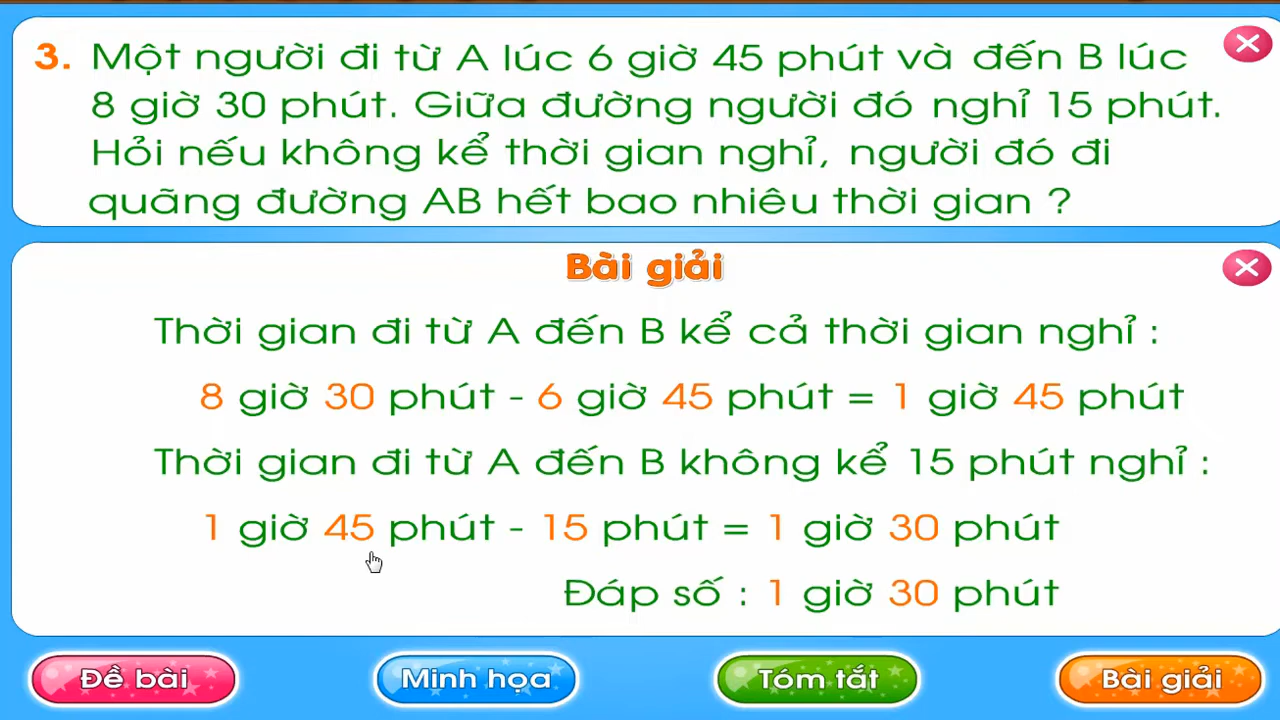 3. Một người đi từ A lúc 6 giờ 45 phút và đến B lúc
8 giờ 30 phút. Giữa đường người đó nghỉ 15 phút.
Hỏi nếu không kể thời gian nghỉ, người đó đi
quãng đường AB hết bao nhiêu thời gian ?
Bài giải
Thời gian đi từ A đến B kể cả thời gian nghỉ :
8 giờ 30 phút - 6 giờ 45 phút = 1 giờ 45 phút
Thời gian đi từ A đến B không kể 15 phút nghỉ :
1 giờ 45 phút - 15 phút = 1 giờ 30 phút
Đáp số : 1 giờ 30 phút
Đề bài Minh họa Tóm tắt Bài giải